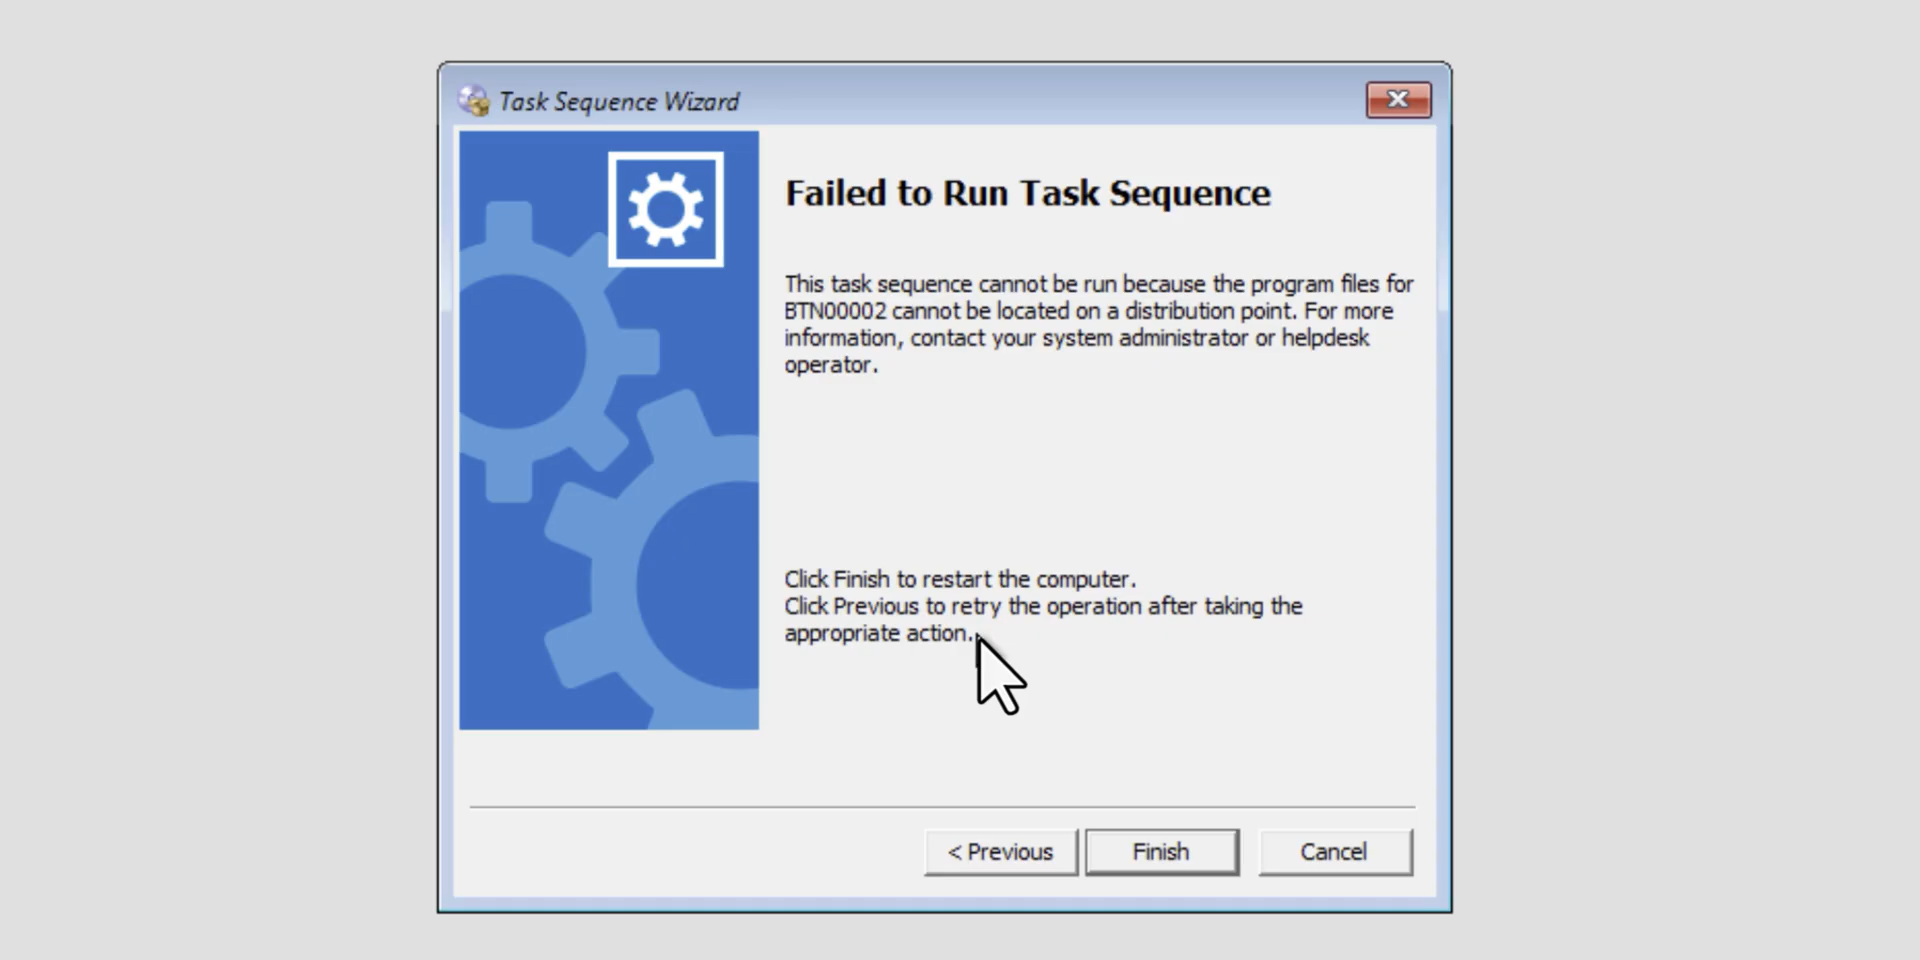 Task Sequence Wizard
Failed to Run Task Sequence
This task sequence cannot be run because the program files for
BTN00002 cannot be located on a distribution point. For more
information, contact your system administrator or helpdesk
operator.
Click Finish to restart the computer.
Click Previous to retry the operation after taking the
appropriate action.
< Previous
Finish
Cancel